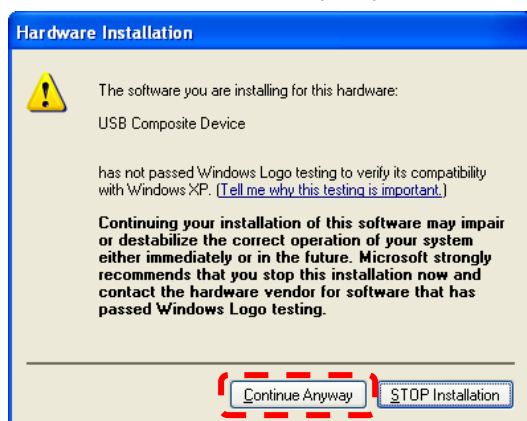 Hardware Installation
The software you are installing for this hardware:
USB Composite Device
has not passed Windows Logo testing to verify its compatibility
with Windows XP. (Tell me why this testing is important.)
Continuing your installation of this software may impair
or destabilize the correct operation of your system
either immediately or in the future. Microsoft strongly
recommends that you stop this installation now and
contact the hardware vendor for software that has
passed Windows Logo testing.
Continue Anyway STOP Installation